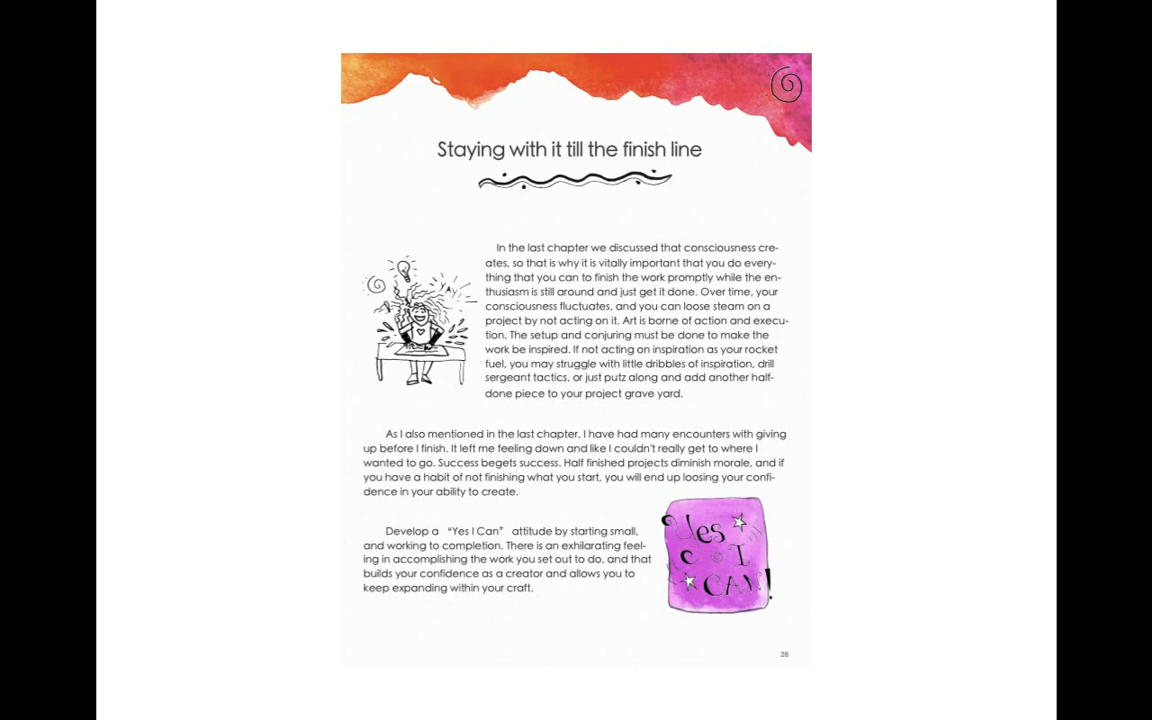 Staying with it till the finish line
In the last chapter we discussed that consciousness cre-
ates, so that is why it is vitally important that you do every-
thing that you can to finish the work promptly while the en-
thusiasm is still around and just get it done. Over time, your
consciousness fluctuates, and you can loose steam on a
project by not acting on it. Art is borne of action and execu-
tion. The setup and conjuring must be done to make the
work be inspired. If not acting on inspiration as your rocket
fuel, you may struggle with little dribbles of inspiration, drill
sergeant tactics, or just putz along and add another half-
done piece to your project grave yard.
YAY!
As I also mentioned in the last chapter, I have had many encounters with giving
up before I finish. It left me feeling down and like I couldn't really get to where I
wanted to go. Success begets success. Half finished projects diminish morale, and if
you have a habit of not finishing what you start, you will end up loosing your confi-
dence in your ability to create.
Develop a “Yes I Can” attitude by starting small,
and working to completion. There is an exhilarating feel-
ing in accomplishing the work you set out to do, and that
builds your confidence as a creator and allows you to
keep expanding within your craft.
Yes
I
CAN!
26